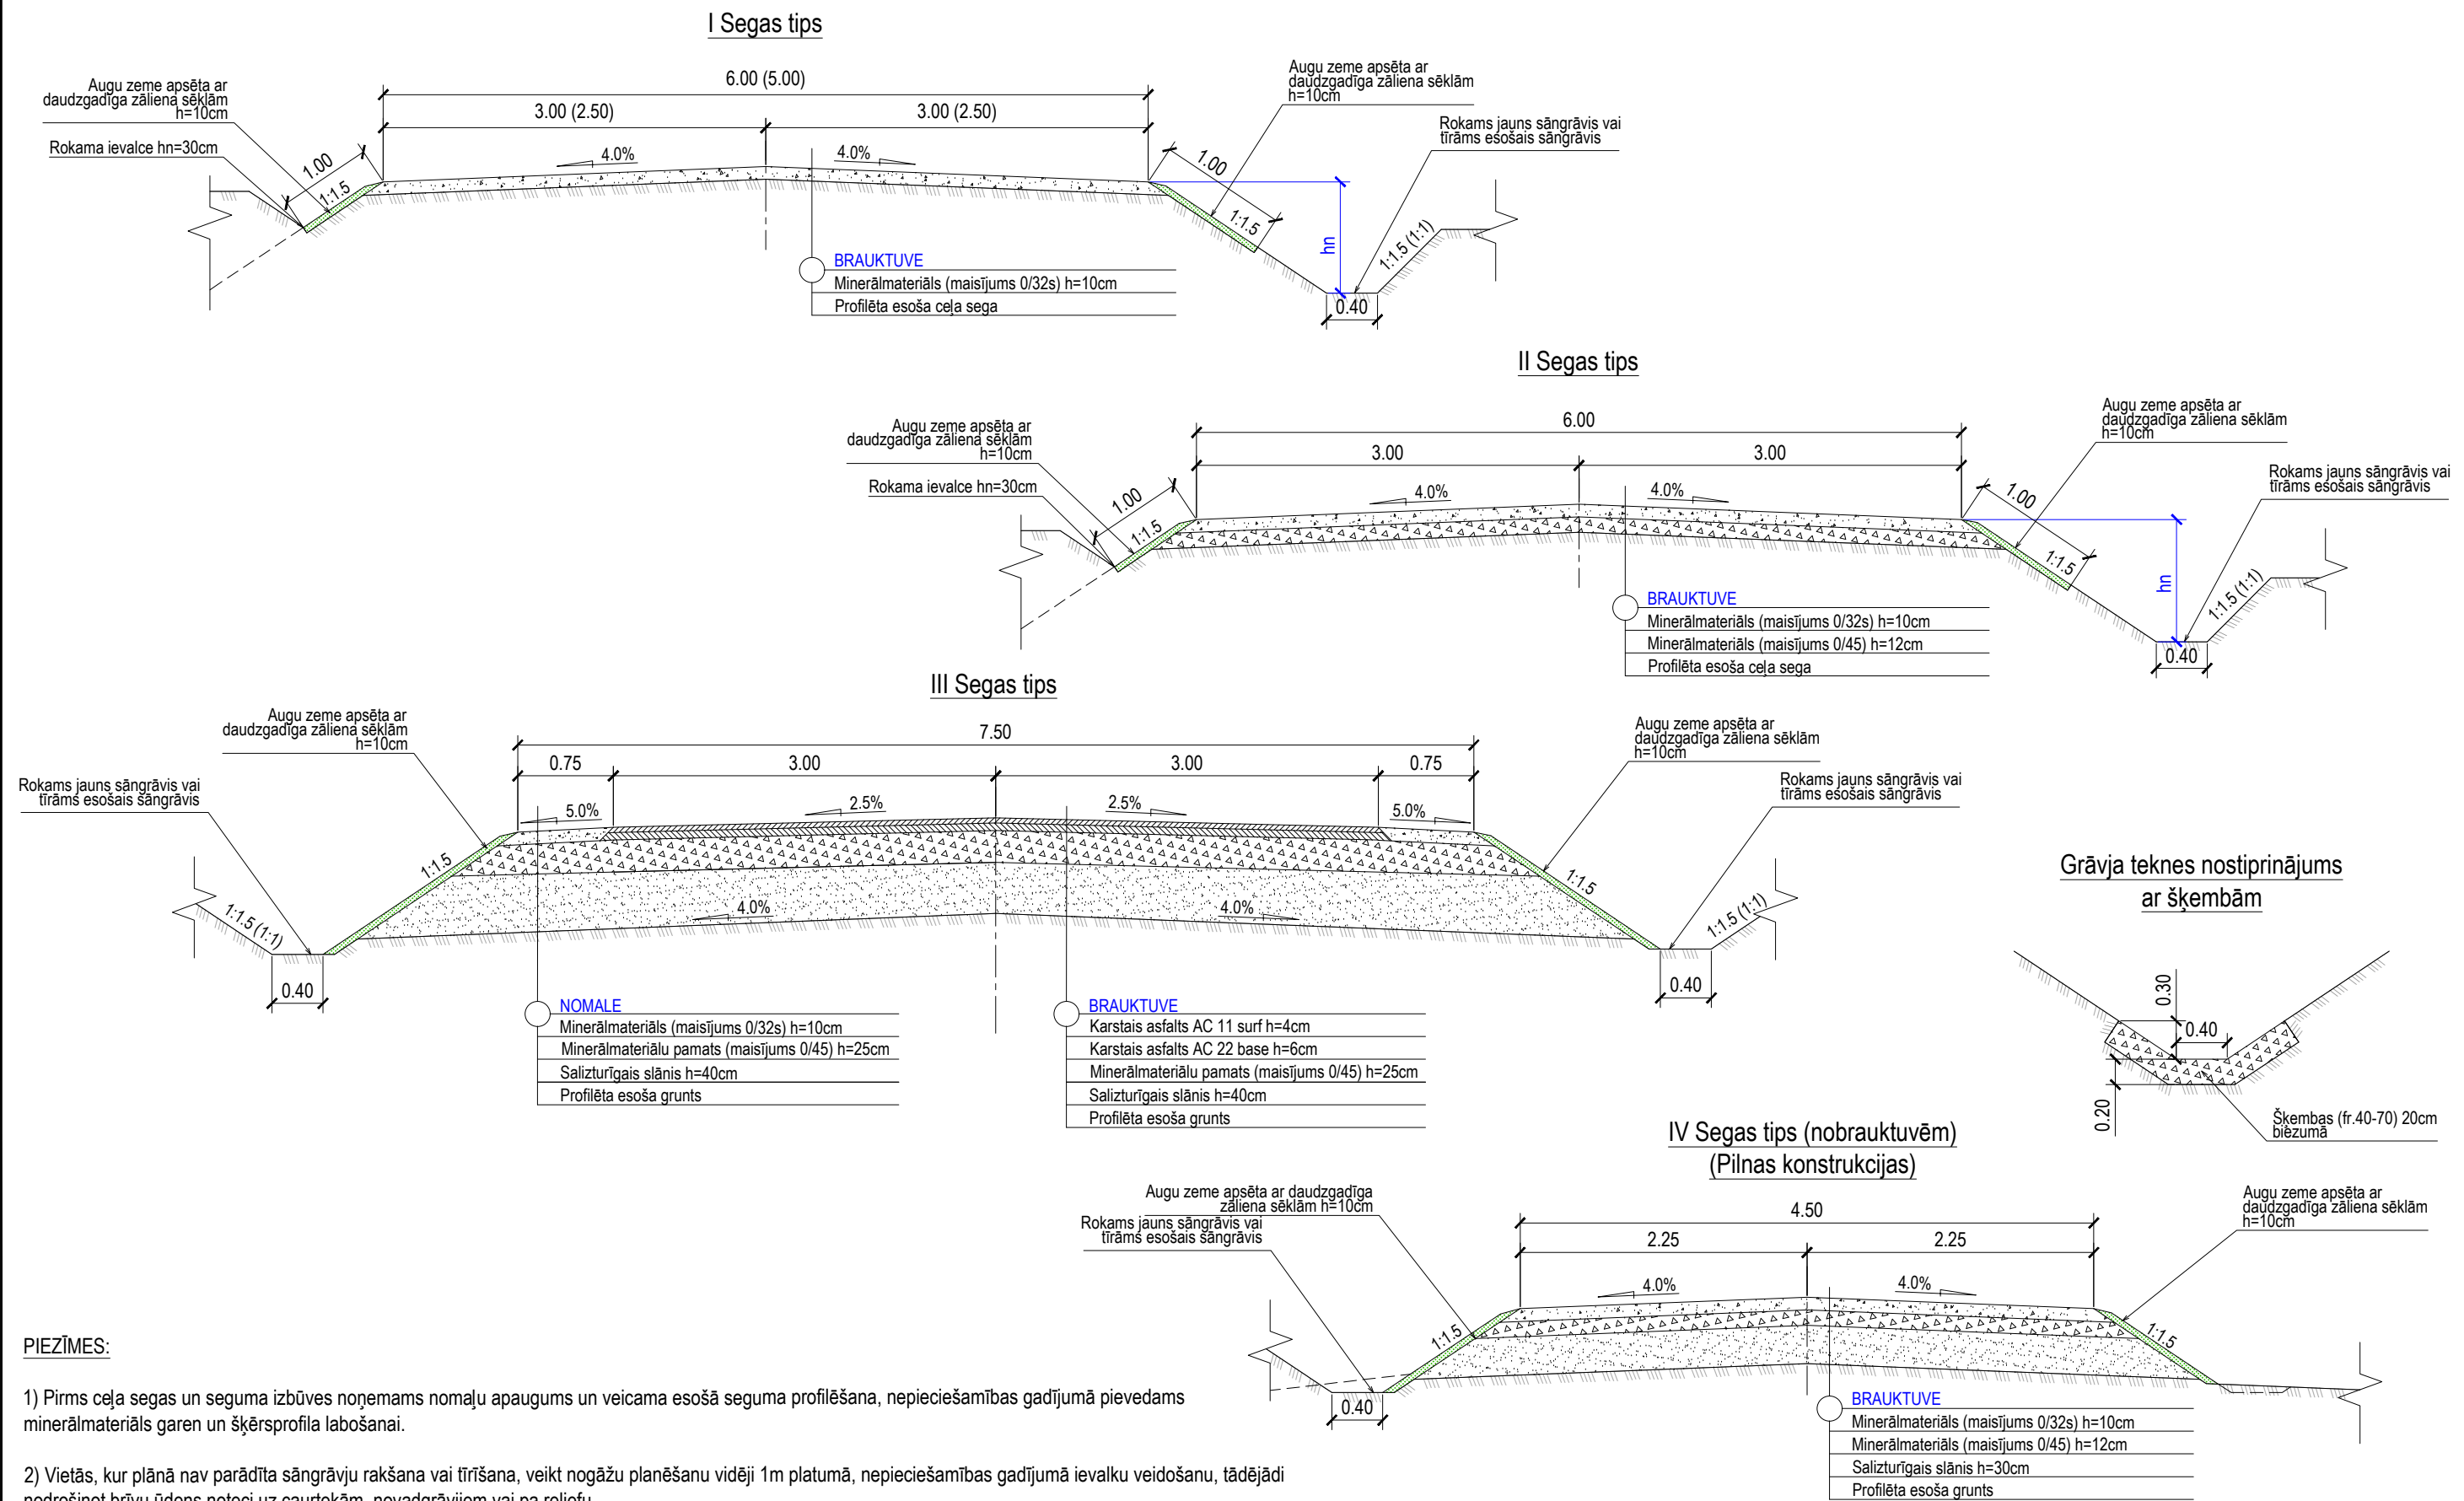 I Segas tips
6.00 (5.00)
3.00 (2.50)
3.00 (2.50)
Augu zeme apsēta ar
daudzgadīga zāliena sēklām
h=10cm
Rokama ievalce hn=30cm
1.00
1:1.5
4.0%
4.0%
Augu zeme apsēta ar
daudzgadīga zāliena sēklām
h=10cm
Rokams jauns sāngrāvis vai
tīrāms esošais sāngrāvis
1.00
1:1.5
hn
1:1.5 (1:1)
0.40
BRAUKTUVE
Minerālmateriāls (maisījums 0/32s) h=10cm
Profilēta esoša ceļa sega
II Segas tips
6.00
3.00
3.00
Augu zeme apsēta ar
daudzgadīga zāliena sēklām
h=10cm
Rokama ievalce hn=30cm
1.00
1:1.5
4.0%
4.0%
Augu zeme apsēta ar
daudzgadīga zāliena sēklām
h=10cm
Rokams jauns sāngrāvis vai
tīrāms esošais sāngrāvis
1.00
1:1.5
hn
1:1.5 (1:1)
0.40
BRAUKTUVE
Minerālmateriāls (maisījums 0/32s) h=10cm
Minerālmateriāls (maisījums 0/45) h=12cm
Profilēta esoša ceļa sega
III Segas tips
7.50
0.75
3.00
3.00
0.75
Augu zeme apsēta ar
daudzgadīga zāliena sēklām
h=10cm
Rokams jauns sāngrāvis vai
tīrāms esošais sāngrāvis
5.0%
2.5%
2.5%
5.0%
Augu zeme apsēta ar
daudzgadīga zāliena sēklām
h=10cm
Rokams jauns sāngrāvis vai
tīrāms esošais sāngrāvis
1:1.5
1:1.5
4.0%
4.0%
1:1.5 (1:1)
1:1.5 (1:1)
0.40
0.40
NOMALE
Minerālmateriāls (maisījums 0/32s) h=10cm
Minerālmateriālu pamats (maisījums 0/45) h=25cm
Salizturīgais slānis h=40cm
Profilēta esoša grunts
BRAUKTUVE
Karstais asfalts AC 11 surf h=4cm
Karstais asfalts AC 22 base h=6cm
Minerālmateriālu pamats (maisījums 0/45) h=25cm
Salizturīgais slānis h=40cm
Profilēta esoša grunts
Grāvja teknes nostiprinājums
ar šķembām
0.30
0.40
0.20
Šķembas (fr.40-70) 20cm
biezumā
IV Segas tips (nobrauktuvēm)
(Pilnas konstrukcijas)
4.50
2.25
2.25
Augu zeme apsēta ar daudzgadīga
zāliena sēklām h=10cm
Rokams jauns sāngrāvis vai
tīrāms esošais sāngrāvis
4.0%
4.0%
Augu zeme apsēta ar
daudzgadīga zāliena sēklām
h=10cm
1:1.5
1:1.5
0.40
BRAUKTUVE
Minerālmateriāls (maisījums 0/32s) h=10cm
Minerālmateriāls (maisījums 0/45) h=12cm
Salizturīgais slānis h=30cm
Profilēta esoša grunts
PIEZĪMES:
1) Pirms ceļa segas un seguma izbūves noņemams nomaļu apaugums un veicama esošā seguma profilēšana, nepieciešamības gadījumā pievedams
minerālmateriāls garen un šķērsprofila labošanai.
2) Vietās, kur plānā nav parādīta sāngrāvju rakšana vai tīrīšana, veikt nogāžu planēšanu vidēji 1m platumā, nepieciešamības gadījumā ievalku veidošanu, tādējādi
nodrošinot brīvu ūdens noteci uz caurtekām, novadgrāvjiem vai pa reljefu.